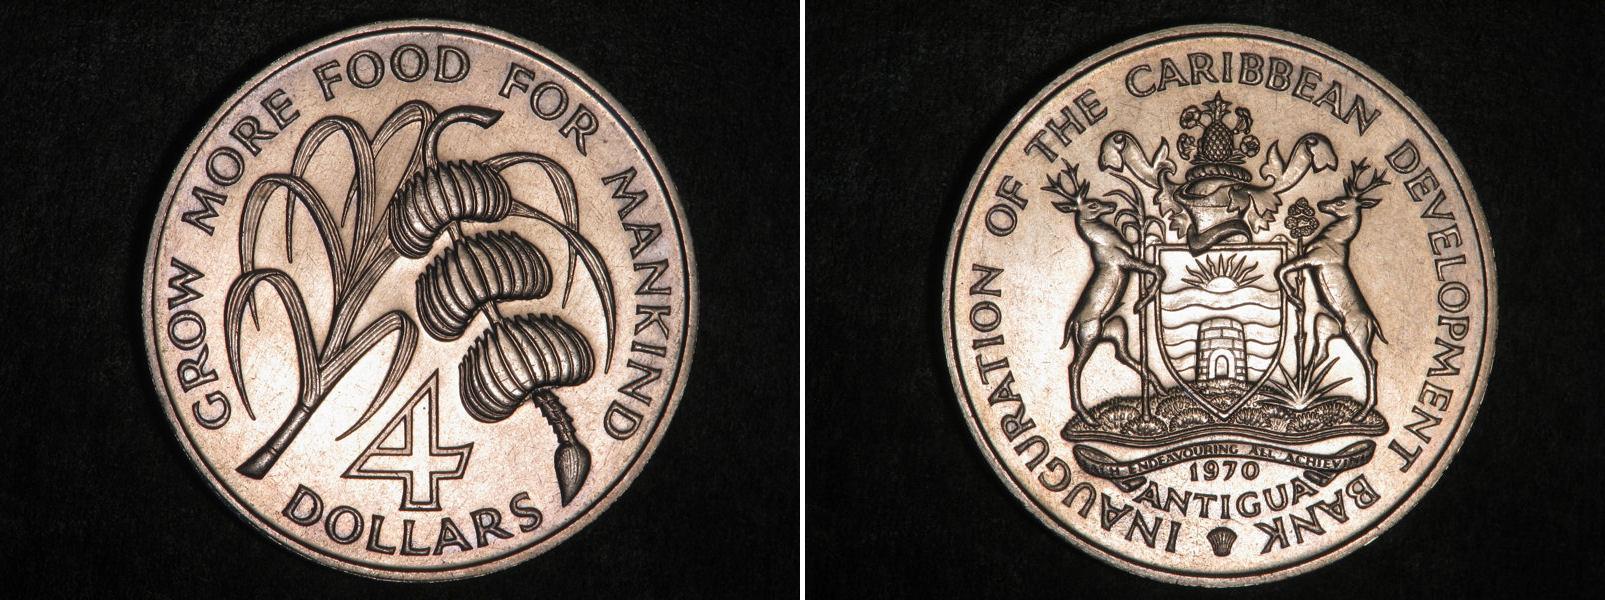 GROW MORE FOOD FOR MANKIND
4
DOLLARS
INAUGURATION OF THE CARIBBEAN DEVELOPMENT BANK
EACH ENDEAVOURING ALL ACHIEVING
1970
ANTIGUA